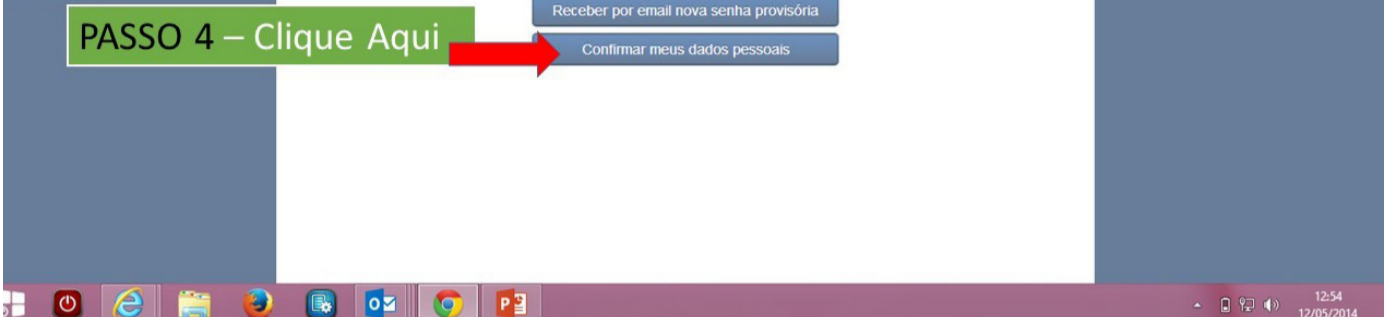 Receber por email nova senha provisória
PASSO 4 – Clique Aqui
Confirmar meus dados pessoais
12:54
12/05/2014